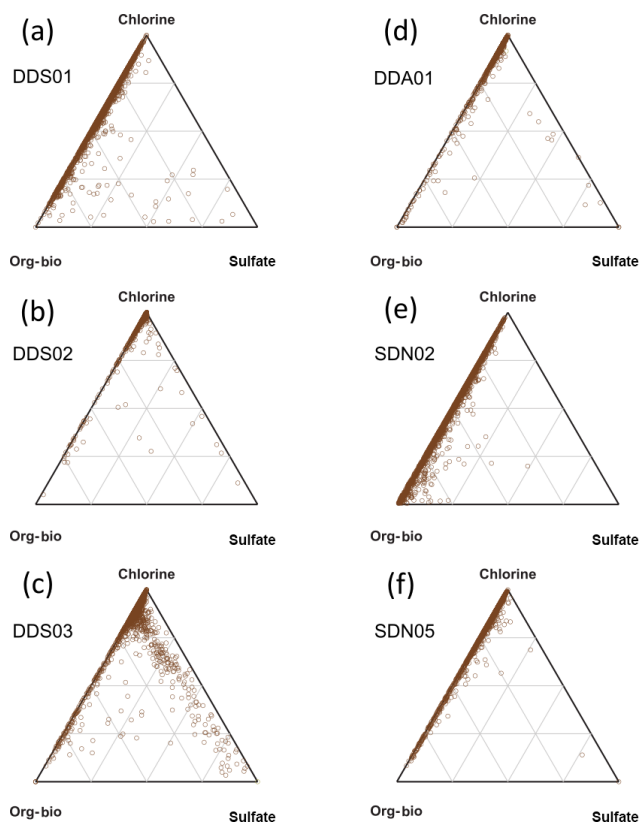 (a)
Chlorine
DDS01
Org-bio
Sulfate
(b)
Chlorine
DDS02
Org-bio
Sulfate
(c)
Chlorine
DDS03
Org-bio
Sulfate
(d)
Chlorine
DDA01
Org-bio
Sulfate
(e)
Chlorine
SDN02
Org-bio
Sulfate
(f)
Chlorine
SDN05
Org-bio
Sulfate